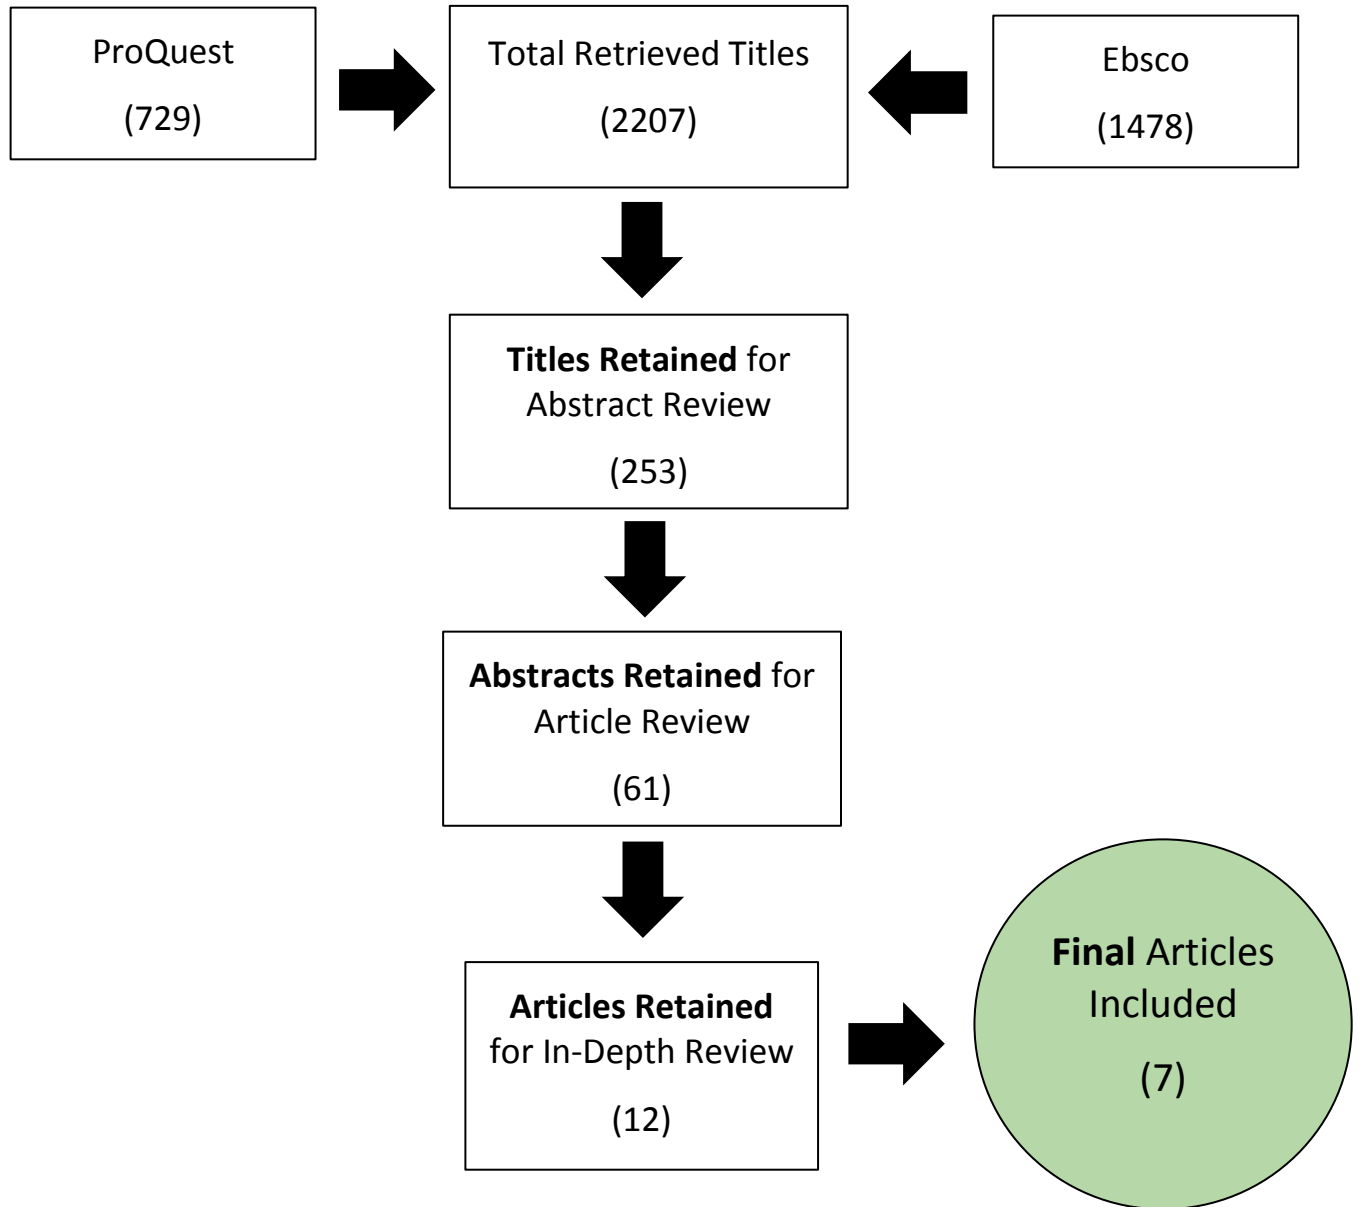 ProQuest
(729)
Total Retrieved Titles
(2207)
Ebsco
(1478)
Titles Retained for
Abstract Review
(253)
Abstracts Retained for
Article Review
(61)
Articles Retained
for In-Depth Review
(12)
Final Articles
Included
(7)